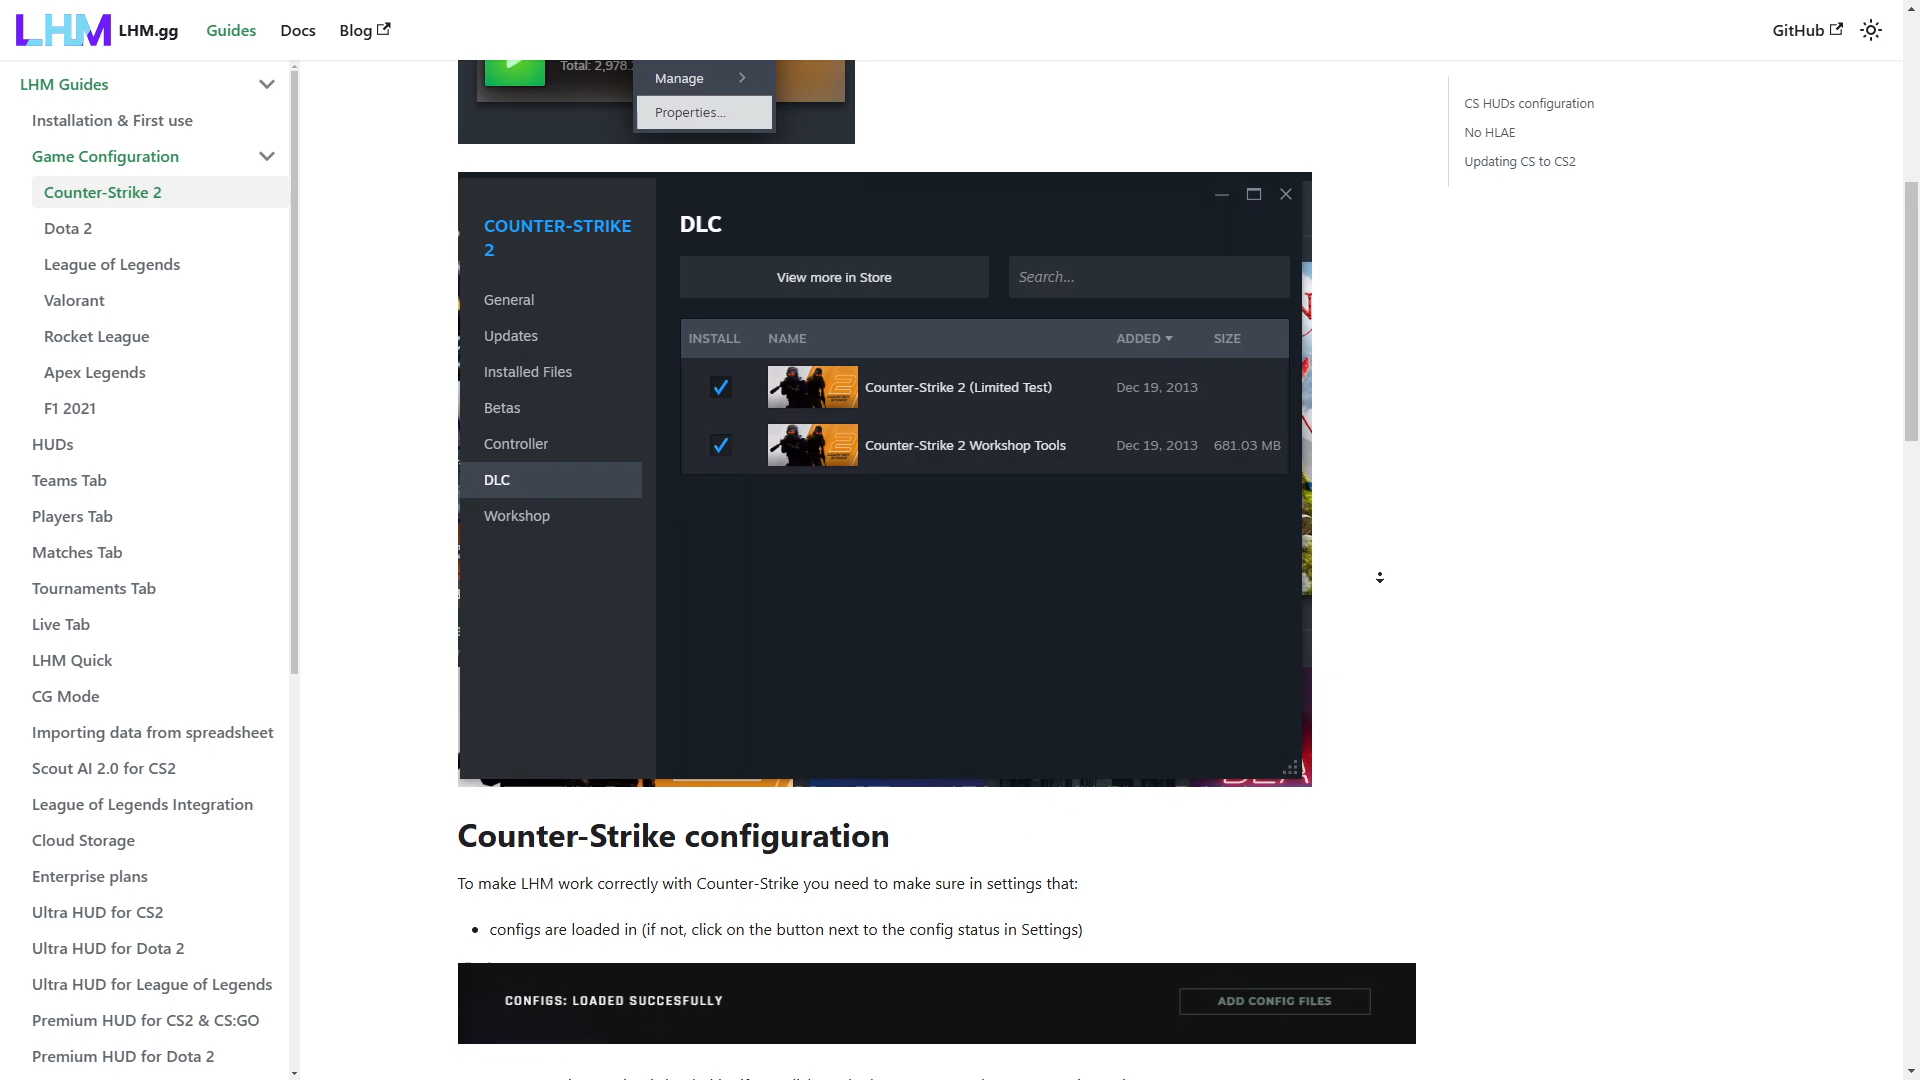 LHM
LHM.gg
Guides
Docs
Blog
GitHub
LHM Guides
Installation & First use
Game Configuration
Counter-Strike 2
Dota 2
League of Legends
Valorant
Rocket League
Apex Legends
F1 2021
HUDs
Teams Tab
Players Tab
Matches Tab
Tournaments Tab
Live Tab
LHM Quick
CG Mode
Importing data from spreadsheet
Scout AI 2.0 for CS2
League of Legends Integration
Cloud Storage
Enterprise plans
Ultra HUD for CS2
Ultra HUD for Dota 2
Ultra HUD for League of Legends
Premium HUD for CS2 & CS:GO
Premium HUD for Dota 2
Total: 2,978.
Manage
Properties...
COUNTER-STRIKE
2
General
Updates
Installed Files
Betas
Controller
DLC
Workshop
DLC
View more in Store
Search...
INSTALL NAME ADDED SIZE
Counter-Strike 2 (Limited Test) Dec 19, 2013
Counter-Strike 2 Workshop Tools Dec 19, 2013 681.03 MB
Counter-Strike configuration
To make LHM work correctly with Counter-Strike you need to make sure in settings that:
configs are loaded in (if not, click on the button next to the config status in Settings)
CONFIGS: LOADED SUCCESFULLY
ADD CONFIG FILES
CS HUDs configuration
No HLAE
Updating CS to CS2